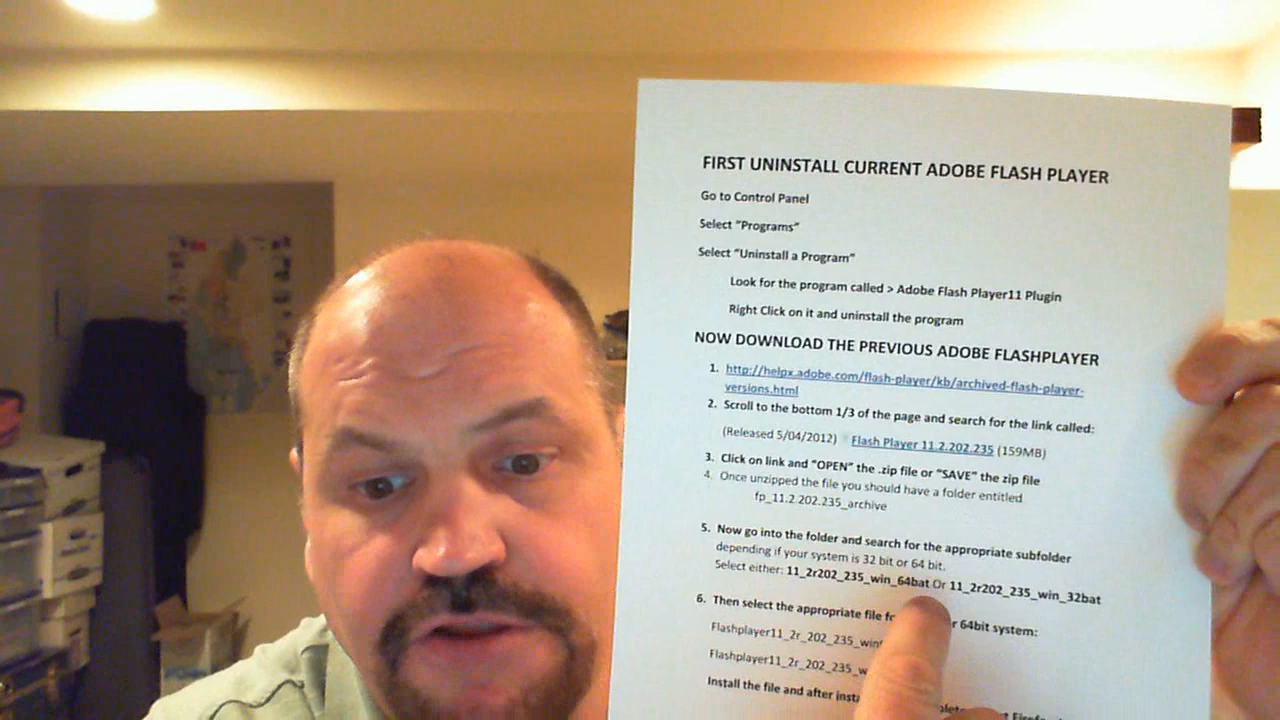 FIRST UNINSTALL CURRENT ADOBE FLASH PLAYER
Go to Control Panel
Select "Programs"
Select "Uninstall a Program"
Look for the program called > Adobe Flash Player11 Plugin
Right Click on it and uninstall the program
NOW DOWNLOAD THE PREVIOUS ADOBE FLASHPLAYER
1. http://helpx.adobe.com/flash-player/kb/archived-flash-player-
versions.html
2. Scroll to the bottom 1/3 of the page and search for the link called:
(Released 5/04/2012) Flash Player 11.2.202.235 (159MB)
3. Click on link and "OPEN" the .zip file or "SAVE" the zip file
4. Once unzipped the file you should have a folder entitled
fp_11.2.202.235_archive
5. Now go into the folder and search for the appropriate subfolder
depending if your system is 32 bit or 64 bit.
Select either: 11_2r202_235_win_64bat Or 11_2r202_235_win_32bat
6. Then select the appropriate file 64bit system:
Flashplayer11_2r_202_235_win
Flashplayer11_2r_202_235_w
Install the file and after